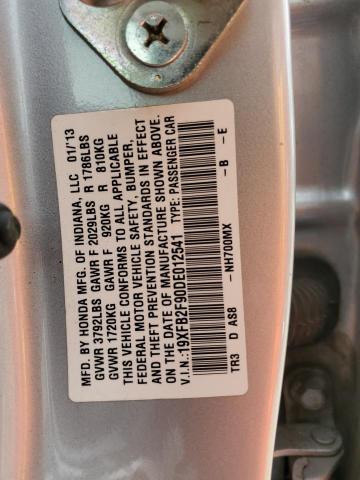 MFD. BY HONDA MFG. OF INDIANA, LLC 01/13
GVWR 3792LBS GAWR F 2029LBS R 1786LBS
GVWR 1720KG GAWR F 920KG R 810KG
THIS VEHICLE CONFORMS TO ALL APPLICABLE
FEDERAL MOTOR VEHICLE SAFETY, BUMPER,
AND THEFT PREVENTION STANDARDS IN EFFECT
ON THE DATE OF MANUFACTURE SHOWN ABOVE.
V.I.N.:19XFB2F90DE012541 TYPE: PASSENGER CAR
-NH700MX -B -E
TR3 D AS8